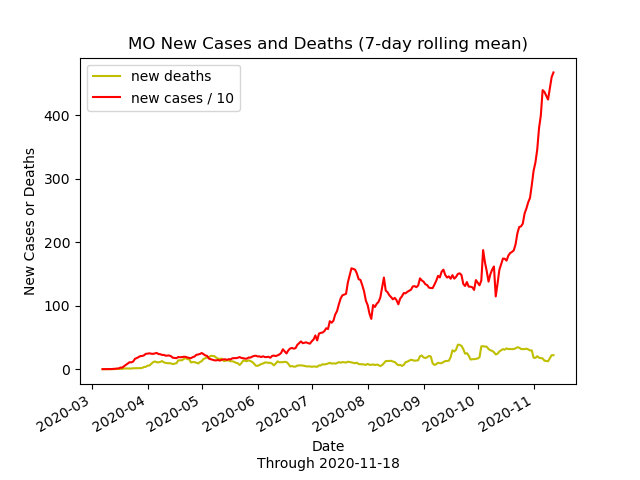 MO New Cases and Deaths (7-day rolling mean)
new deaths
new cases / 10
New Cases or Deaths
400
300
200
100
0
2020-03
2020-04
2020-05
2020-06
2020-07
2020-08
2020-09
2020-10
2020-11
Date
Through 2020-11-18